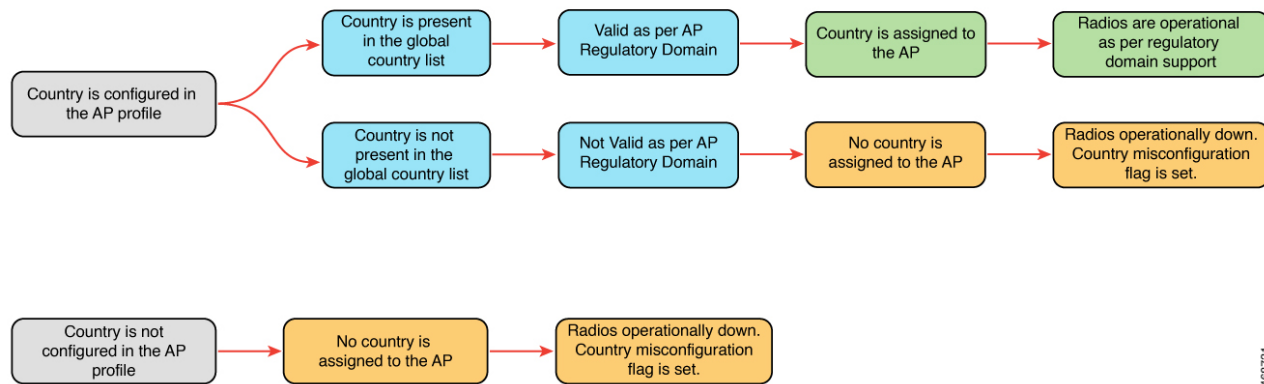 Country is present
in the global
country list
Valid as per AP
Regulatory Domain
Country is assigned to
the AP
Radios are operational
as per regulatory
domain support
Country is configured in
the AP profile
Country is not
present in the
global country list
Not Valid as per AP
Regulatory Domain
No country is
assigned to the AP
Radios operationally down.
Country misconfiguration
flag is set.
Country is not
configured in the AP
profile
No country is
assigned to the AP
Radios operationally down.
Country misconfiguration
flag is set.